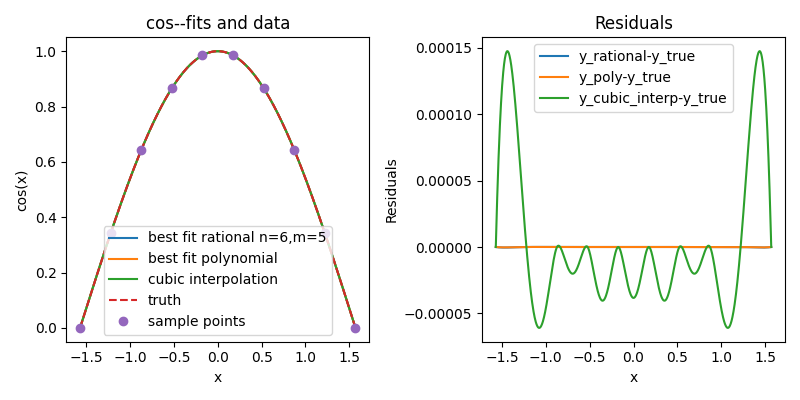 cos--fits and data
1.0
0.8
0.6
0.4
0.2
0.0
cos(x)
best fit rational n=6,m=5
best fit polynomial
cubic interpolation
truth
sample points
−1.5 −1.0 −0.5 0.0 0.5 1.0 1.5
x
Residuals
0.00015
0.00010
0.00005
0.00000
−0.00005
Residuals
y_rational-y_true
y_poly-y_true
y_cubic_interp-y_true
−1.5 −1.0 −0.5 0.0 0.5 1.0 1.5
x